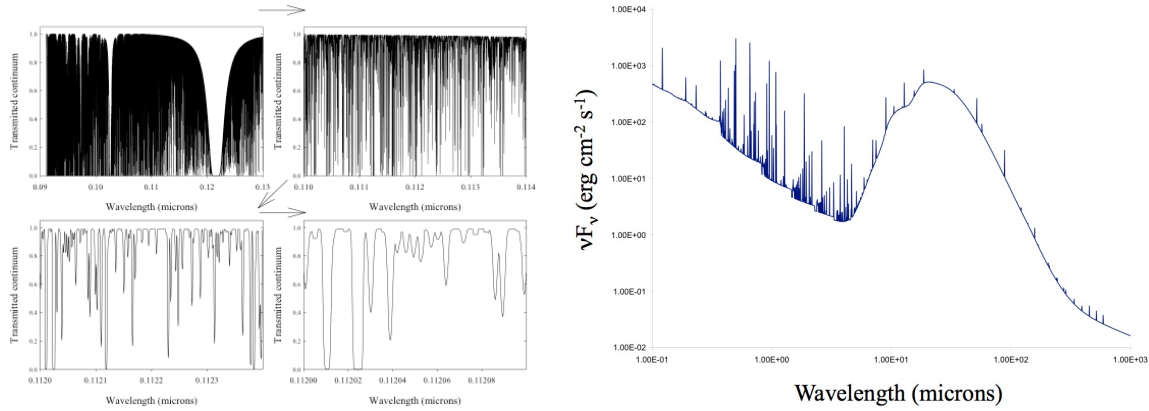 1.0
0.8
0.6
0.4
0.2
0.0
Transmitted continuum
0.09 0.10 0.11 0.12 0.13
Wavelength (microns)
1.0
0.8
0.6
0.4
0.2
0.0
Transmitted continuum
0.110 0.111 0.112 0.113 0.114
Wavelength (microns)
1.0
0.8
0.6
0.4
0.2
0.0
Transmitted continuum
0.1120 0.1121 0.1122 0.1123
Wavelength (microns)
1.0
0.8
0.6
0.4
0.2
0.0
Transmitted continuum
0.11200 0.11202 0.11204 0.11206 0.11208
Wavelength (microns)
1.00E+04
1.00E+03
1.00E+02
1.00E+01
1.00E+00
1.00E-01
1.00E-02
νFν (erg cm-2 s-1)
1.00E-01 1.00E+00 1.00E+01 1.00E+02 1.00E+03
Wavelength (microns)